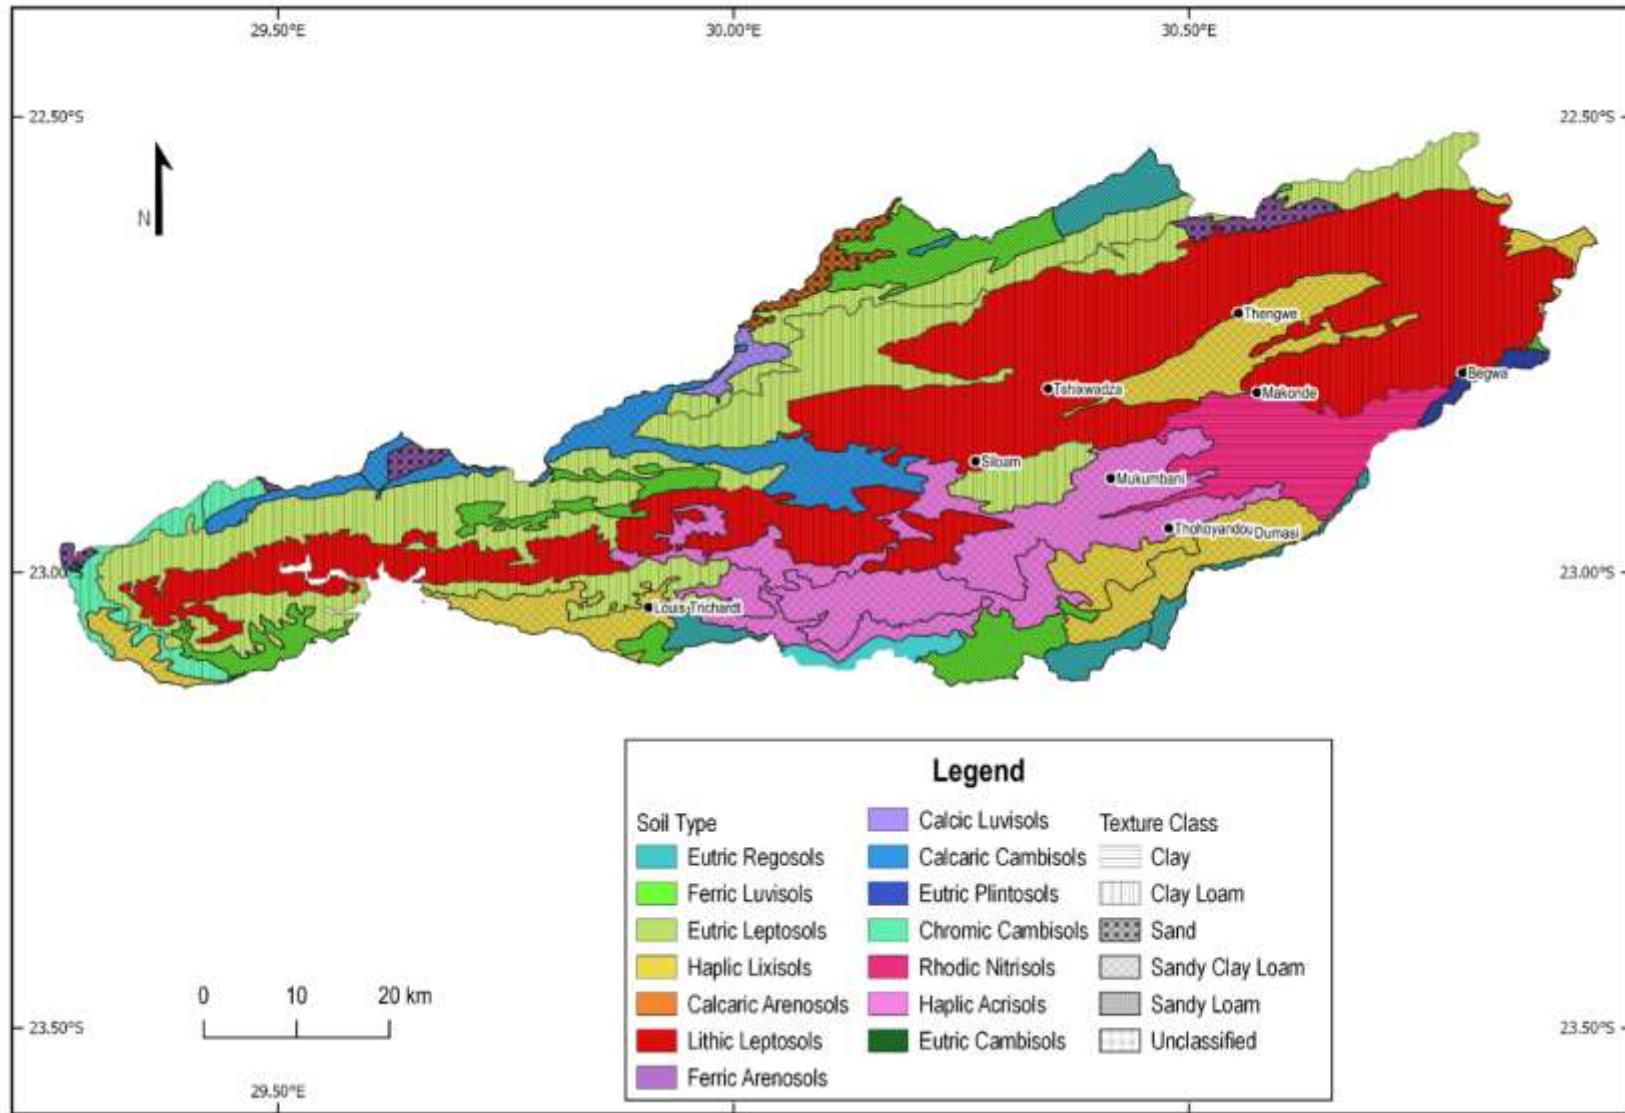 29.50°E 30.00°E 30.50°E
22.50°S 22.50°S
N
Thengwe
Begwa
Tshixwadza
Makonde
Siloam
Mukumbani
Thohoyandou Dumasi
23.00 23.00°S
Louis Trichardt
Legend
Soil Type
Eutric Regosols
Ferric Luvisols
Eutric Leptosols
Haplic Lixisols
Calcaric Arenosols
Lithic Leptosols
Ferric Arenosols
Calcic Luvisols
Calcaric Cambisols
Eutric Plintosols
Chromic Cambisols
Rhodic Nitrisols
Haplic Acrisols
Eutric Cambisols
Texture Class
Clay
Clay Loam
Sand
Sandy Clay Loam
Sandy Loam
Unclassified
0 10 20 km
23.50°S 23.50°S
29.50°E